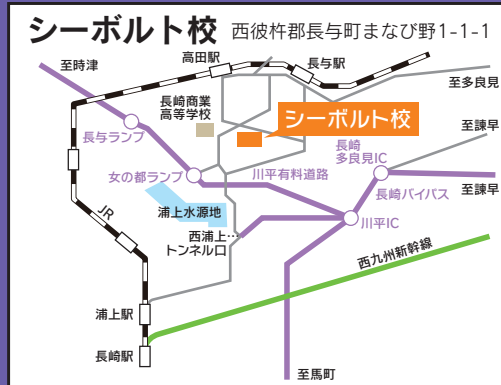 シーボルト校 西彼杵郡長与町まなび野1-1-1
至時津
高田駅
長与駅
至多良見
長崎商業
高等学校
シーボルト校
長与ランプ
長崎
多良見IC
至諫早
女の都ランプ
川平有料道路
長崎バイパス
至諫早
浦上水源地
JR
西浦上…
トンネル口
川平IC
西九州新幹線
浦上駅
長崎駅
至馬町